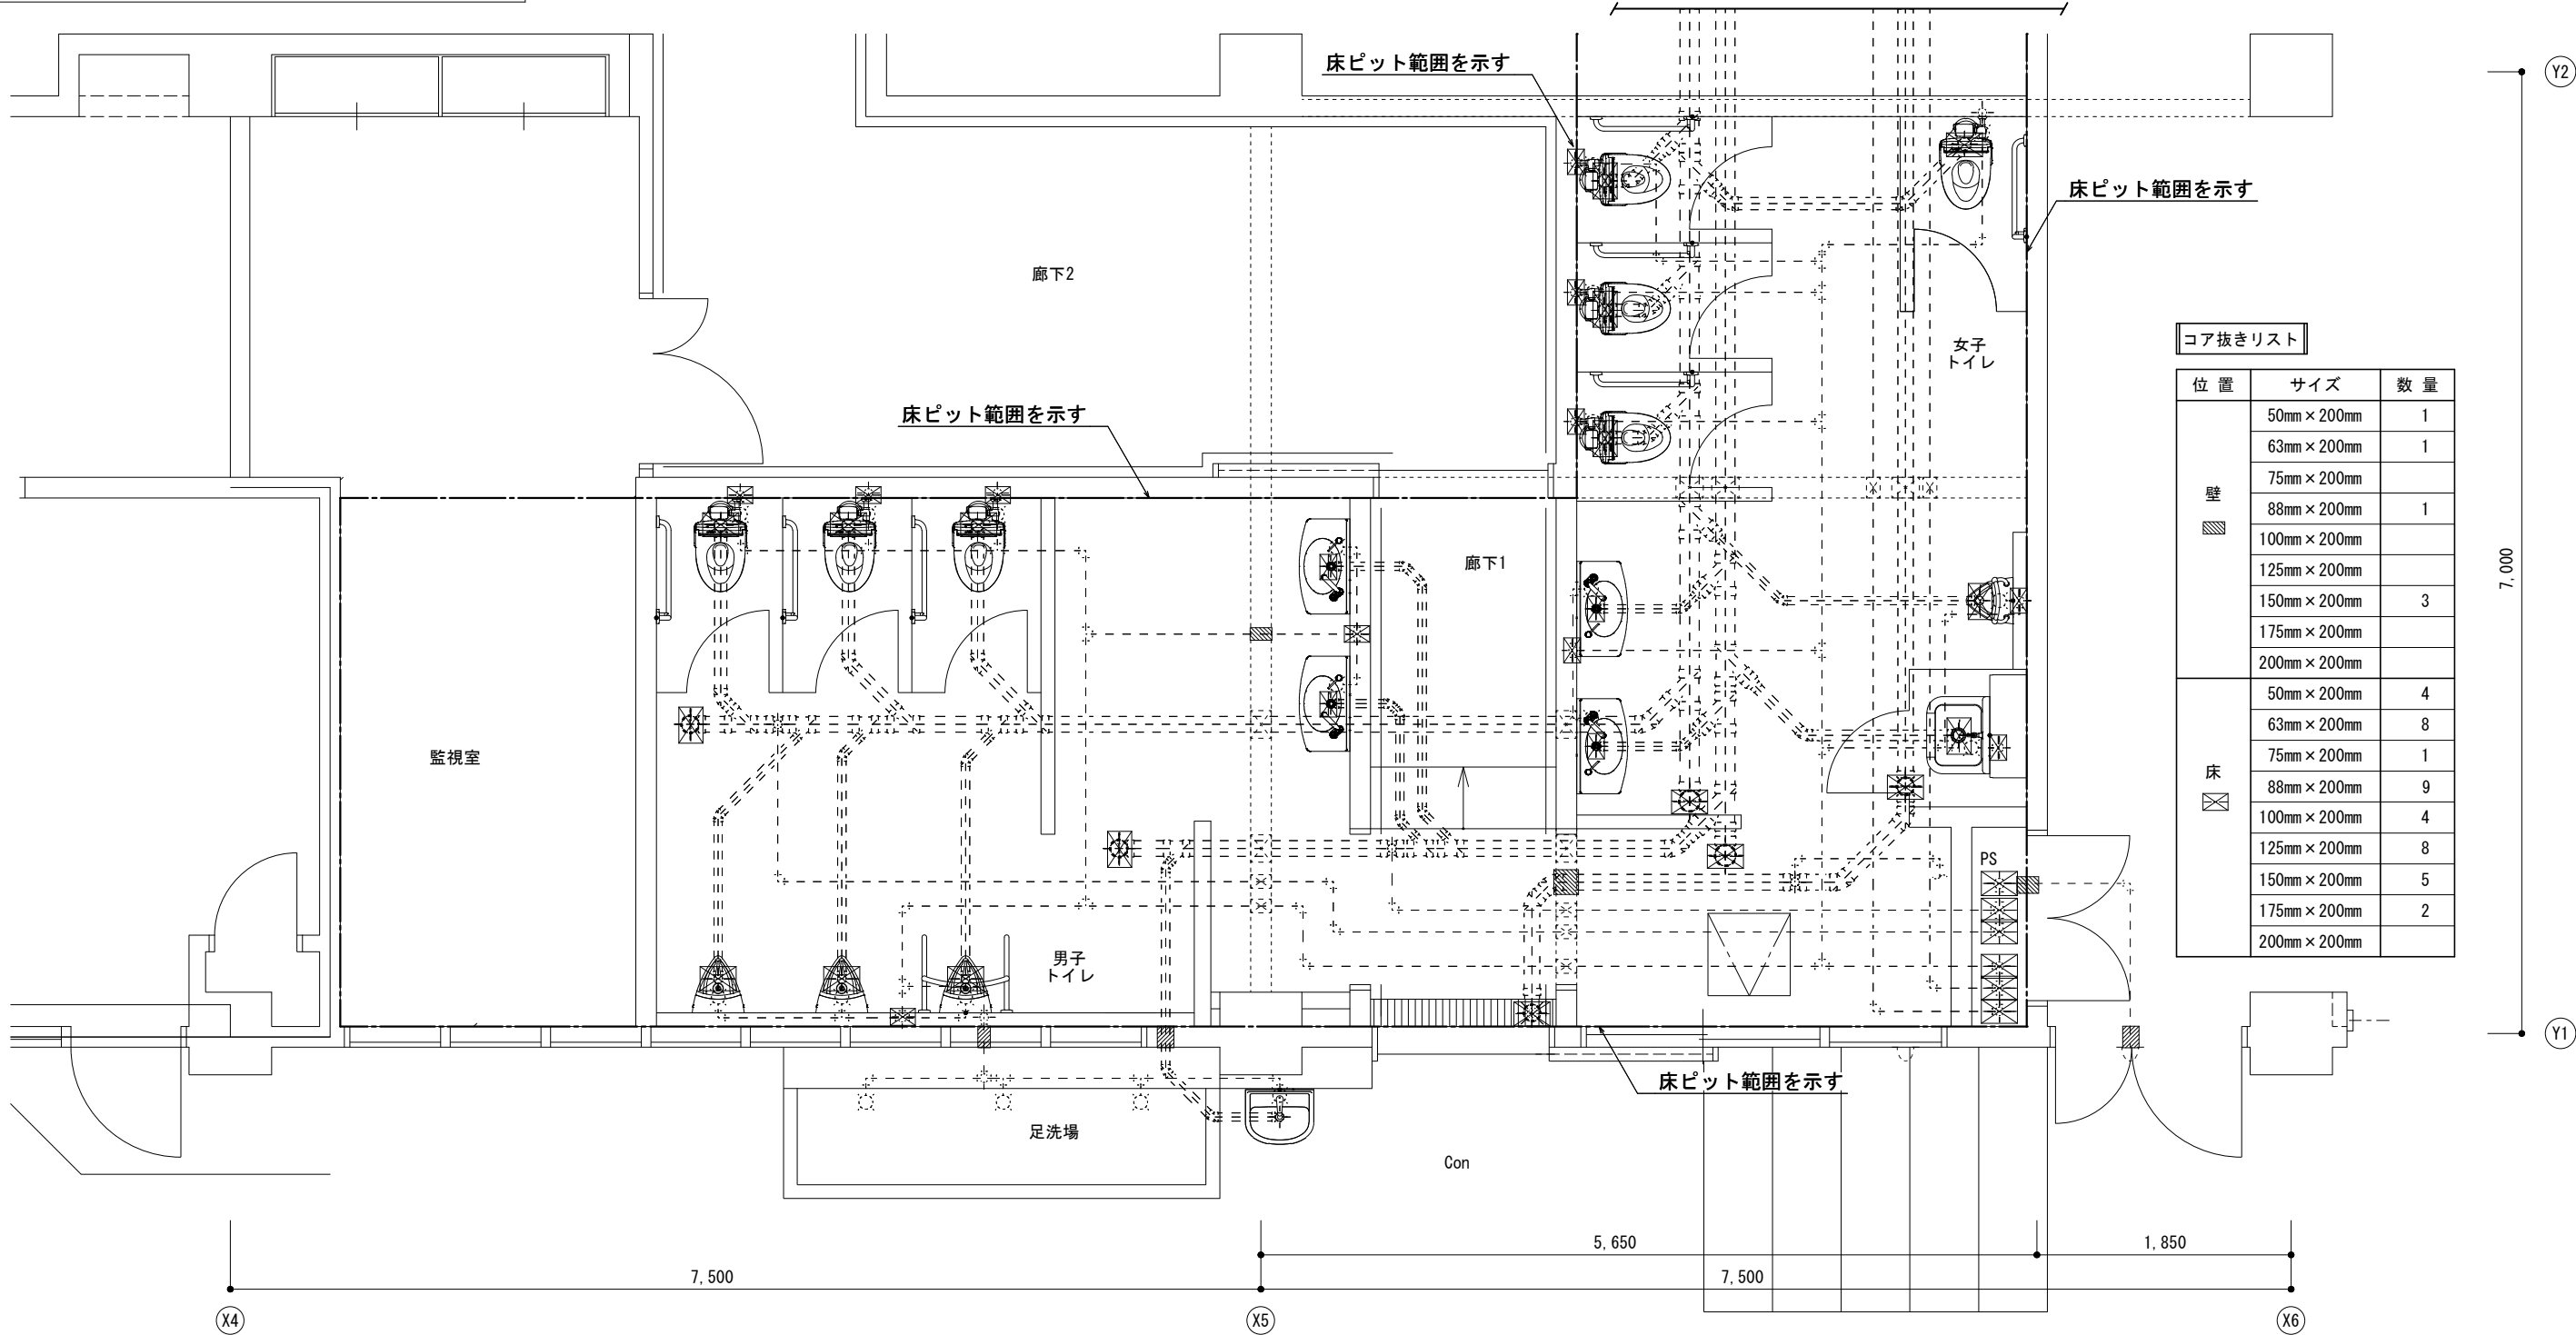 床ピット範囲を示す
Y2
床ピット範囲を示す
廊下2
女子
トイレ
コア抜きリスト
位 置 サイズ 数 量
壁
50mm×200mm 1
63mm×200mm 1
75mm×200mm
88mm×200mm 1
100mm×200mm
125mm×200mm
150mm×200mm 3
175mm×200mm
200mm×200mm
床
50mm×200mm 4
63mm×200mm 8
75mm×200mm 1
88mm×200mm 9
100mm×200mm 4
125mm×200mm 8
150mm×200mm 5
175mm×200mm 2
200mm×200mm
床ピット範囲を示す
廊下1
7,000
監視室
PS
男子
トイレ
Y1
床ピット範囲を示す
足洗場
Con
5,650
1,850
7,500
7,500
X4
X5
X6